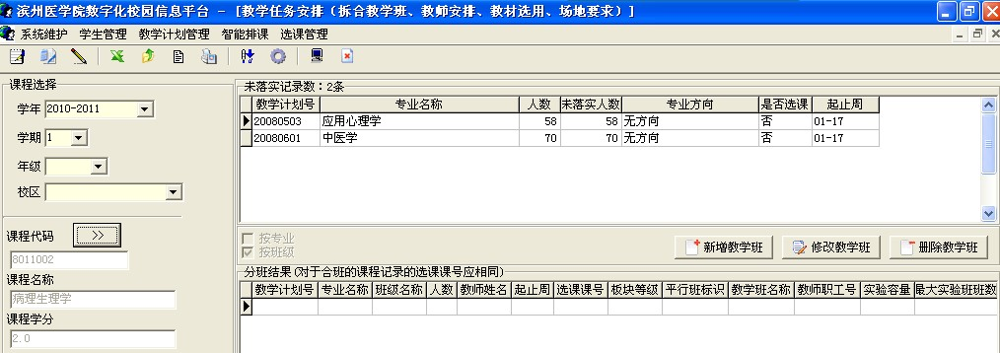 滨州医学院数字化校园信息平台 - [教学任务安排（拆合教学班、教师安排、教材选用、场地要求）]
系统维护 学生管理 教学计划管理 智能排课 选课管理
课程选择
学年 2010-2011
学期 1
年级
校区
课程代码 >>
8011002
课程名称
病理生理学
课程学分
2.0
未落实记录数：2条
教学计划号 专业名称 人数 未落实人数 专业方向 是否选课 起止周
20080503 应用心理学 58 58 无方向 否 01-17
20080601 中医学 70 70 无方向 否 01-17
按专业
按班级
新增教学班 修改教学班 删除教学班
分班结果(对于合班的课程记录的选课课号应相同)
教学计划号 专业名称 班级名称 人数 教师姓名 起止周 选课课号 板块等级 平行班标识 教学班名称 教师职工号 实验容量 最大实验班班数